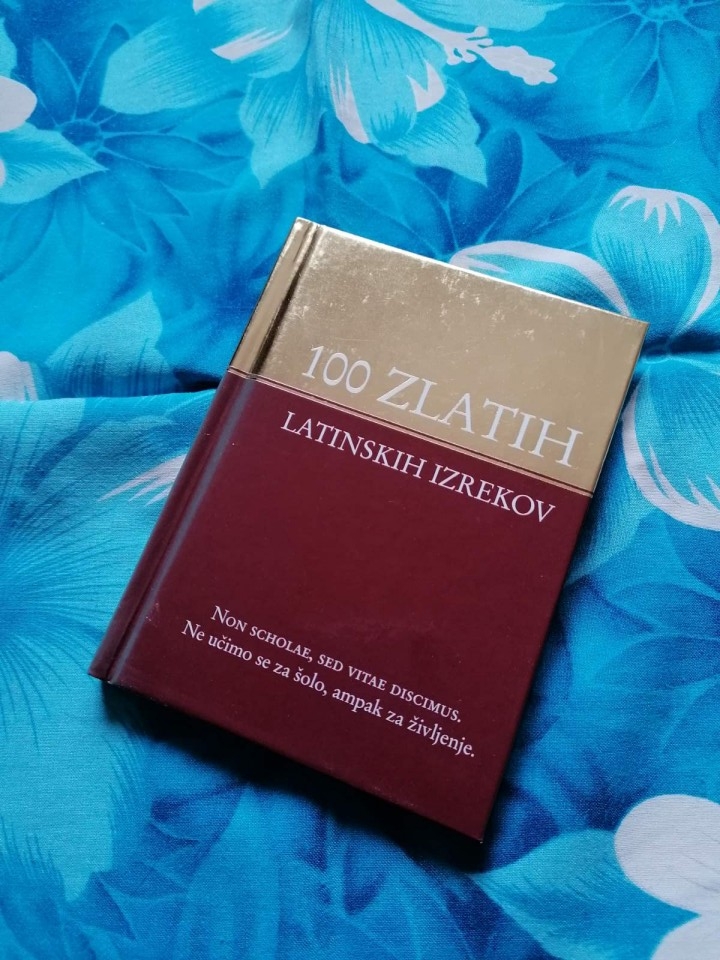 100 ZLATIH
LATINSKIH IZREKOV
NON SCHOLAE, SED VITAE DISCIMUS.
Ne učimo se za šolo, ampak za življenje.